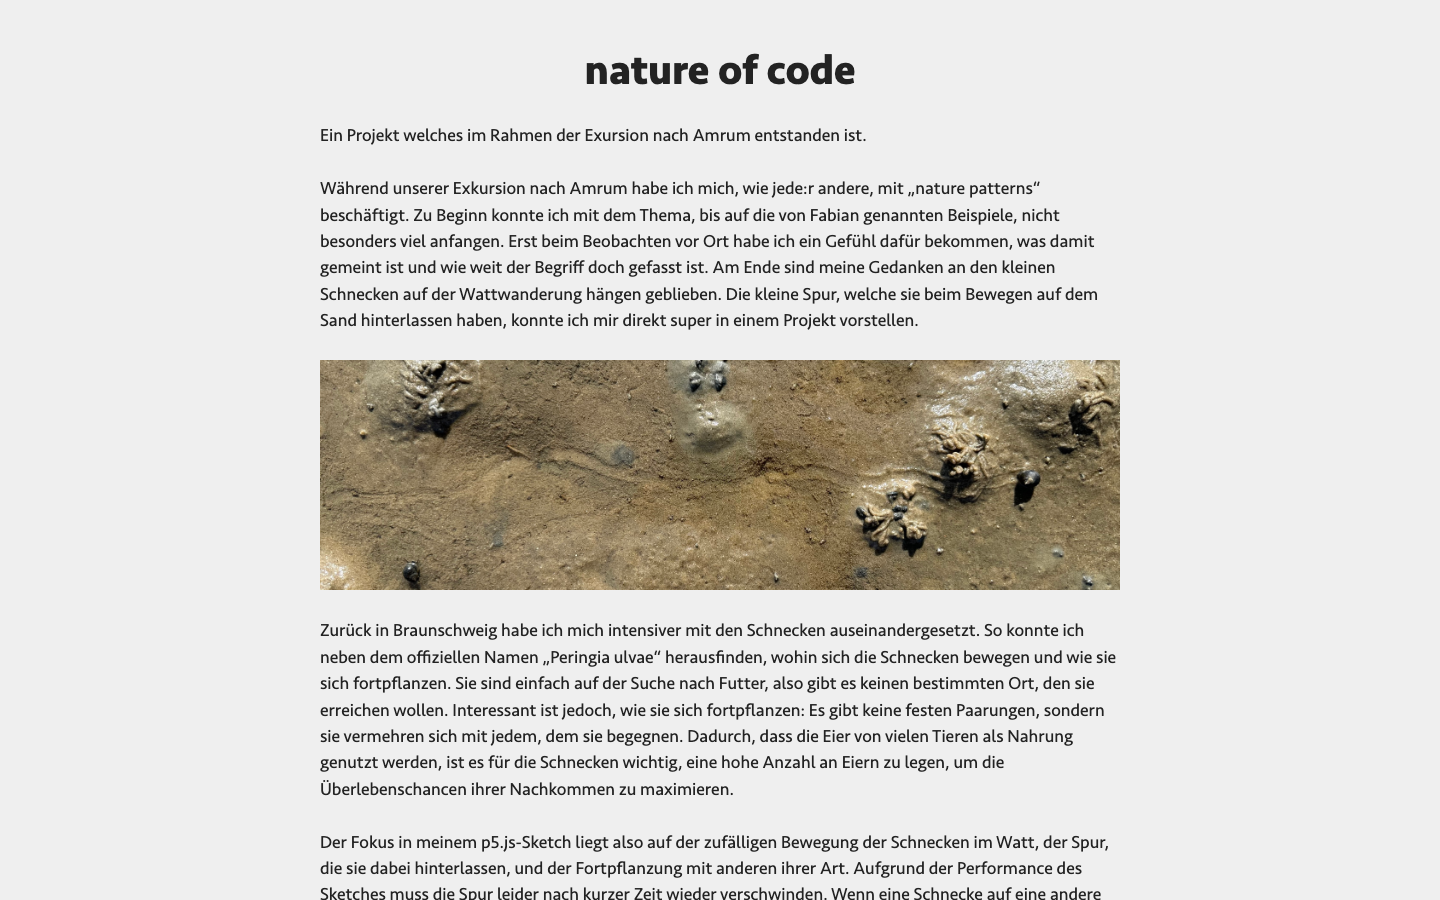 nature of code
Ein Projekt welches im Rahmen der Exursion nach Amrum entstanden ist.
Während unserer Exkursion nach Amrum habe ich mich, wie jede:r andere, mit „nature patterns“
beschäftigt. Zu Beginn konnte ich mit dem Thema, bis auf die von Fabian genannten Beispiele, nicht
besonders viel anfangen. Erst beim Beobachten vor Ort habe ich ein Gefühl dafür bekommen, was damit
gemeint ist und wie weit der Begriff doch gefasst ist. Am Ende sind meine Gedanken an den kleinen
Schnecken auf der Wattwanderung hängen geblieben. Die kleine Spur, welche sie beim Bewegen auf dem
Sand hinterlassen haben, konnte ich mir direkt super in einem Projekt vorstellen.
Zurück in Braunschweig habe ich mich intensiver mit den Schnecken auseinandergesetzt. So konnte ich
neben dem offiziellen Namen „Peringia ulvae“ herausfinden, wohin sich die Schnecken bewegen und wie sie
sich fortpflanzen. Sie sind einfach auf der Suche nach Futter, also gibt es keinen bestimmten Ort, den sie
erreichen wollen. Interessant ist jedoch, wie sie sich fortpflanzen: Es gibt keine festen Paarungen, sondern
sie vermehren sich mit jedem, dem sie begegnen. Dadurch, dass die Eier von vielen Tieren als Nahrung
genutzt werden, ist es für die Schnecken wichtig, eine hohe Anzahl an Eiern zu legen, um die
Überlebenschancen ihrer Nachkommen zu maximieren.
Der Fokus in meinem p5.js-Sketch liegt also auf der zufälligen Bewegung der Schnecken im Watt, der Spur,
die sie dabei hinterlassen, und der Fortpflanzung mit anderen ihrer Art. Aufgrund der Performance des
Sketches muss die Spur leider nach kurzer Zeit wieder verschwinden. Wenn eine Schnecke auf eine andere